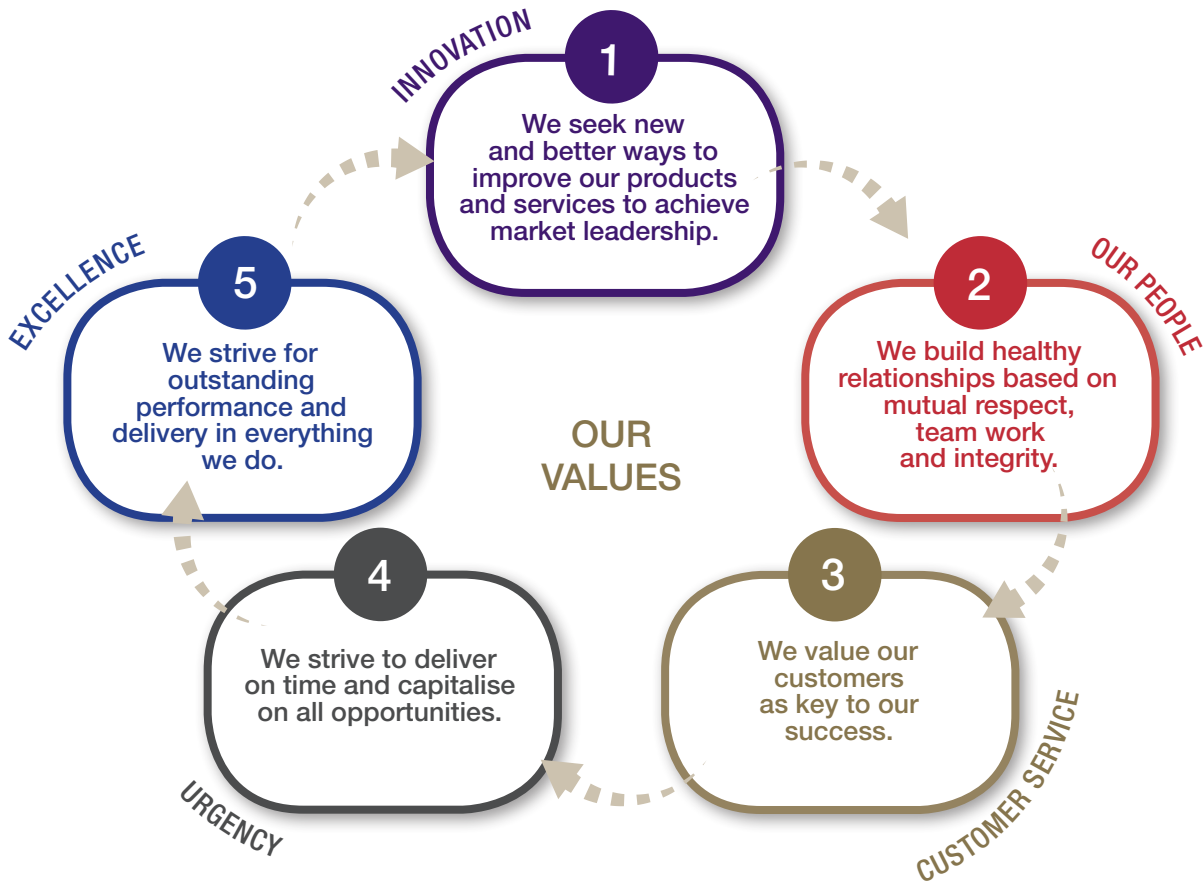 INNOVATION
1
We seek new
and better ways to
improve our products
and services to achieve
market leadership.
OUR PEOPLE
2
We build healthy
relationships based on
mutual respect,
team work
and integrity.
CUSTOMER SERVICE
3
We value our
customers
as key to our
success.
URGENCY
4
We strive to deliver
on time and capitalise
on all opportunities.
EXCELLENCE
5
We strive for
outstanding
performance and
delivery in everything
we do.
OUR
VALUES